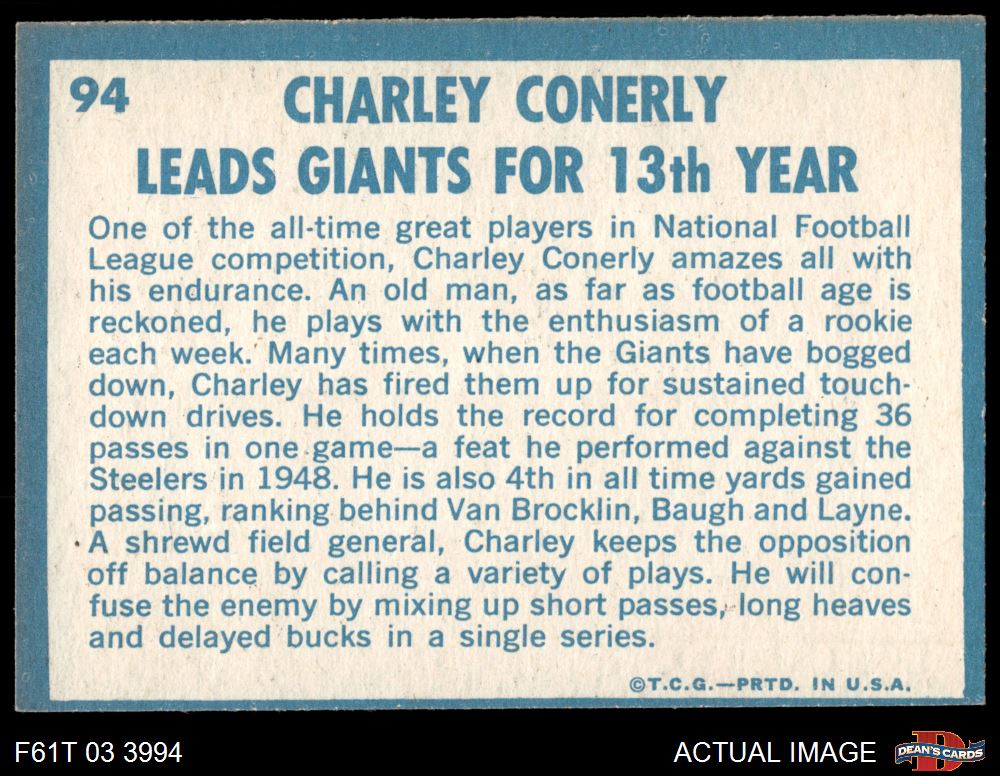 94
CHARLEY CONERLY
LEADS GIANTS FOR 13th YEAR
One of the all-time great players in National Football
League competition, Charley Conerly amazes all with
his endurance. An old man, as far as football age is
reckoned, he plays with the enthusiasm of a rookie
each week. Many times, when the Giants have bogged
down, Charley has fired them up for sustained touch-
down drives. He holds the record for completing 36
passes in one game—a feat he performed against the
Steelers in 1948. He is also 4th in all time yards gained
passing, ranking behind Van Brocklin, Baugh and Layne.
A shrewd field general, Charley keeps the opposition
off balance by calling a variety of plays. He will con-
fuse the enemy by mixing up short passes, long heaves
and delayed bucks in a single series.
©T.C.G.—PRTD. IN U.S.A.
F61T 03 3994
ACTUAL IMAGE
D
DEAN'S CARDS